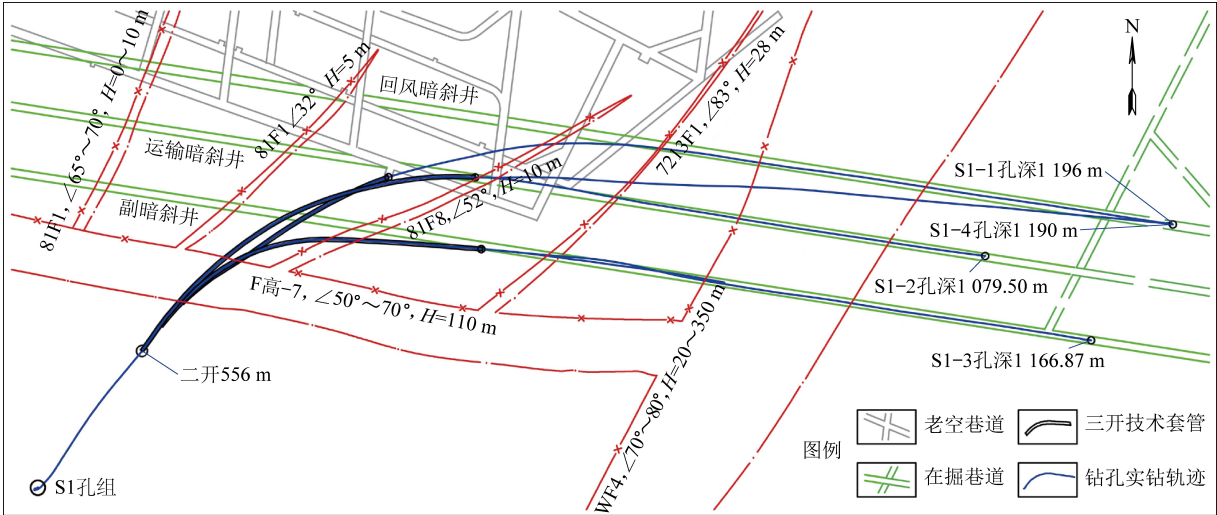 N
81F1, ∠65°～70°, H=0～10 m
81NF1∠32° H=5 m
回风暗斜井
7213F1, ∠83°, H=28 m
运输暗斜井
副暗斜井
81F8, ∠52°, H=10 m
S1-1孔深1 196 m
S1-4孔深1 190 m
S1-2孔深1 079.50 m
F高-7, ∠50°～70°, H=110 m
WF4, ∠70°～80°, H=20～350 m
S1-3孔深1 166.87 m
二开556 m
S1孔组
图例
老空巷道
三开技术套管
在掘巷道
钻孔实钻轨迹